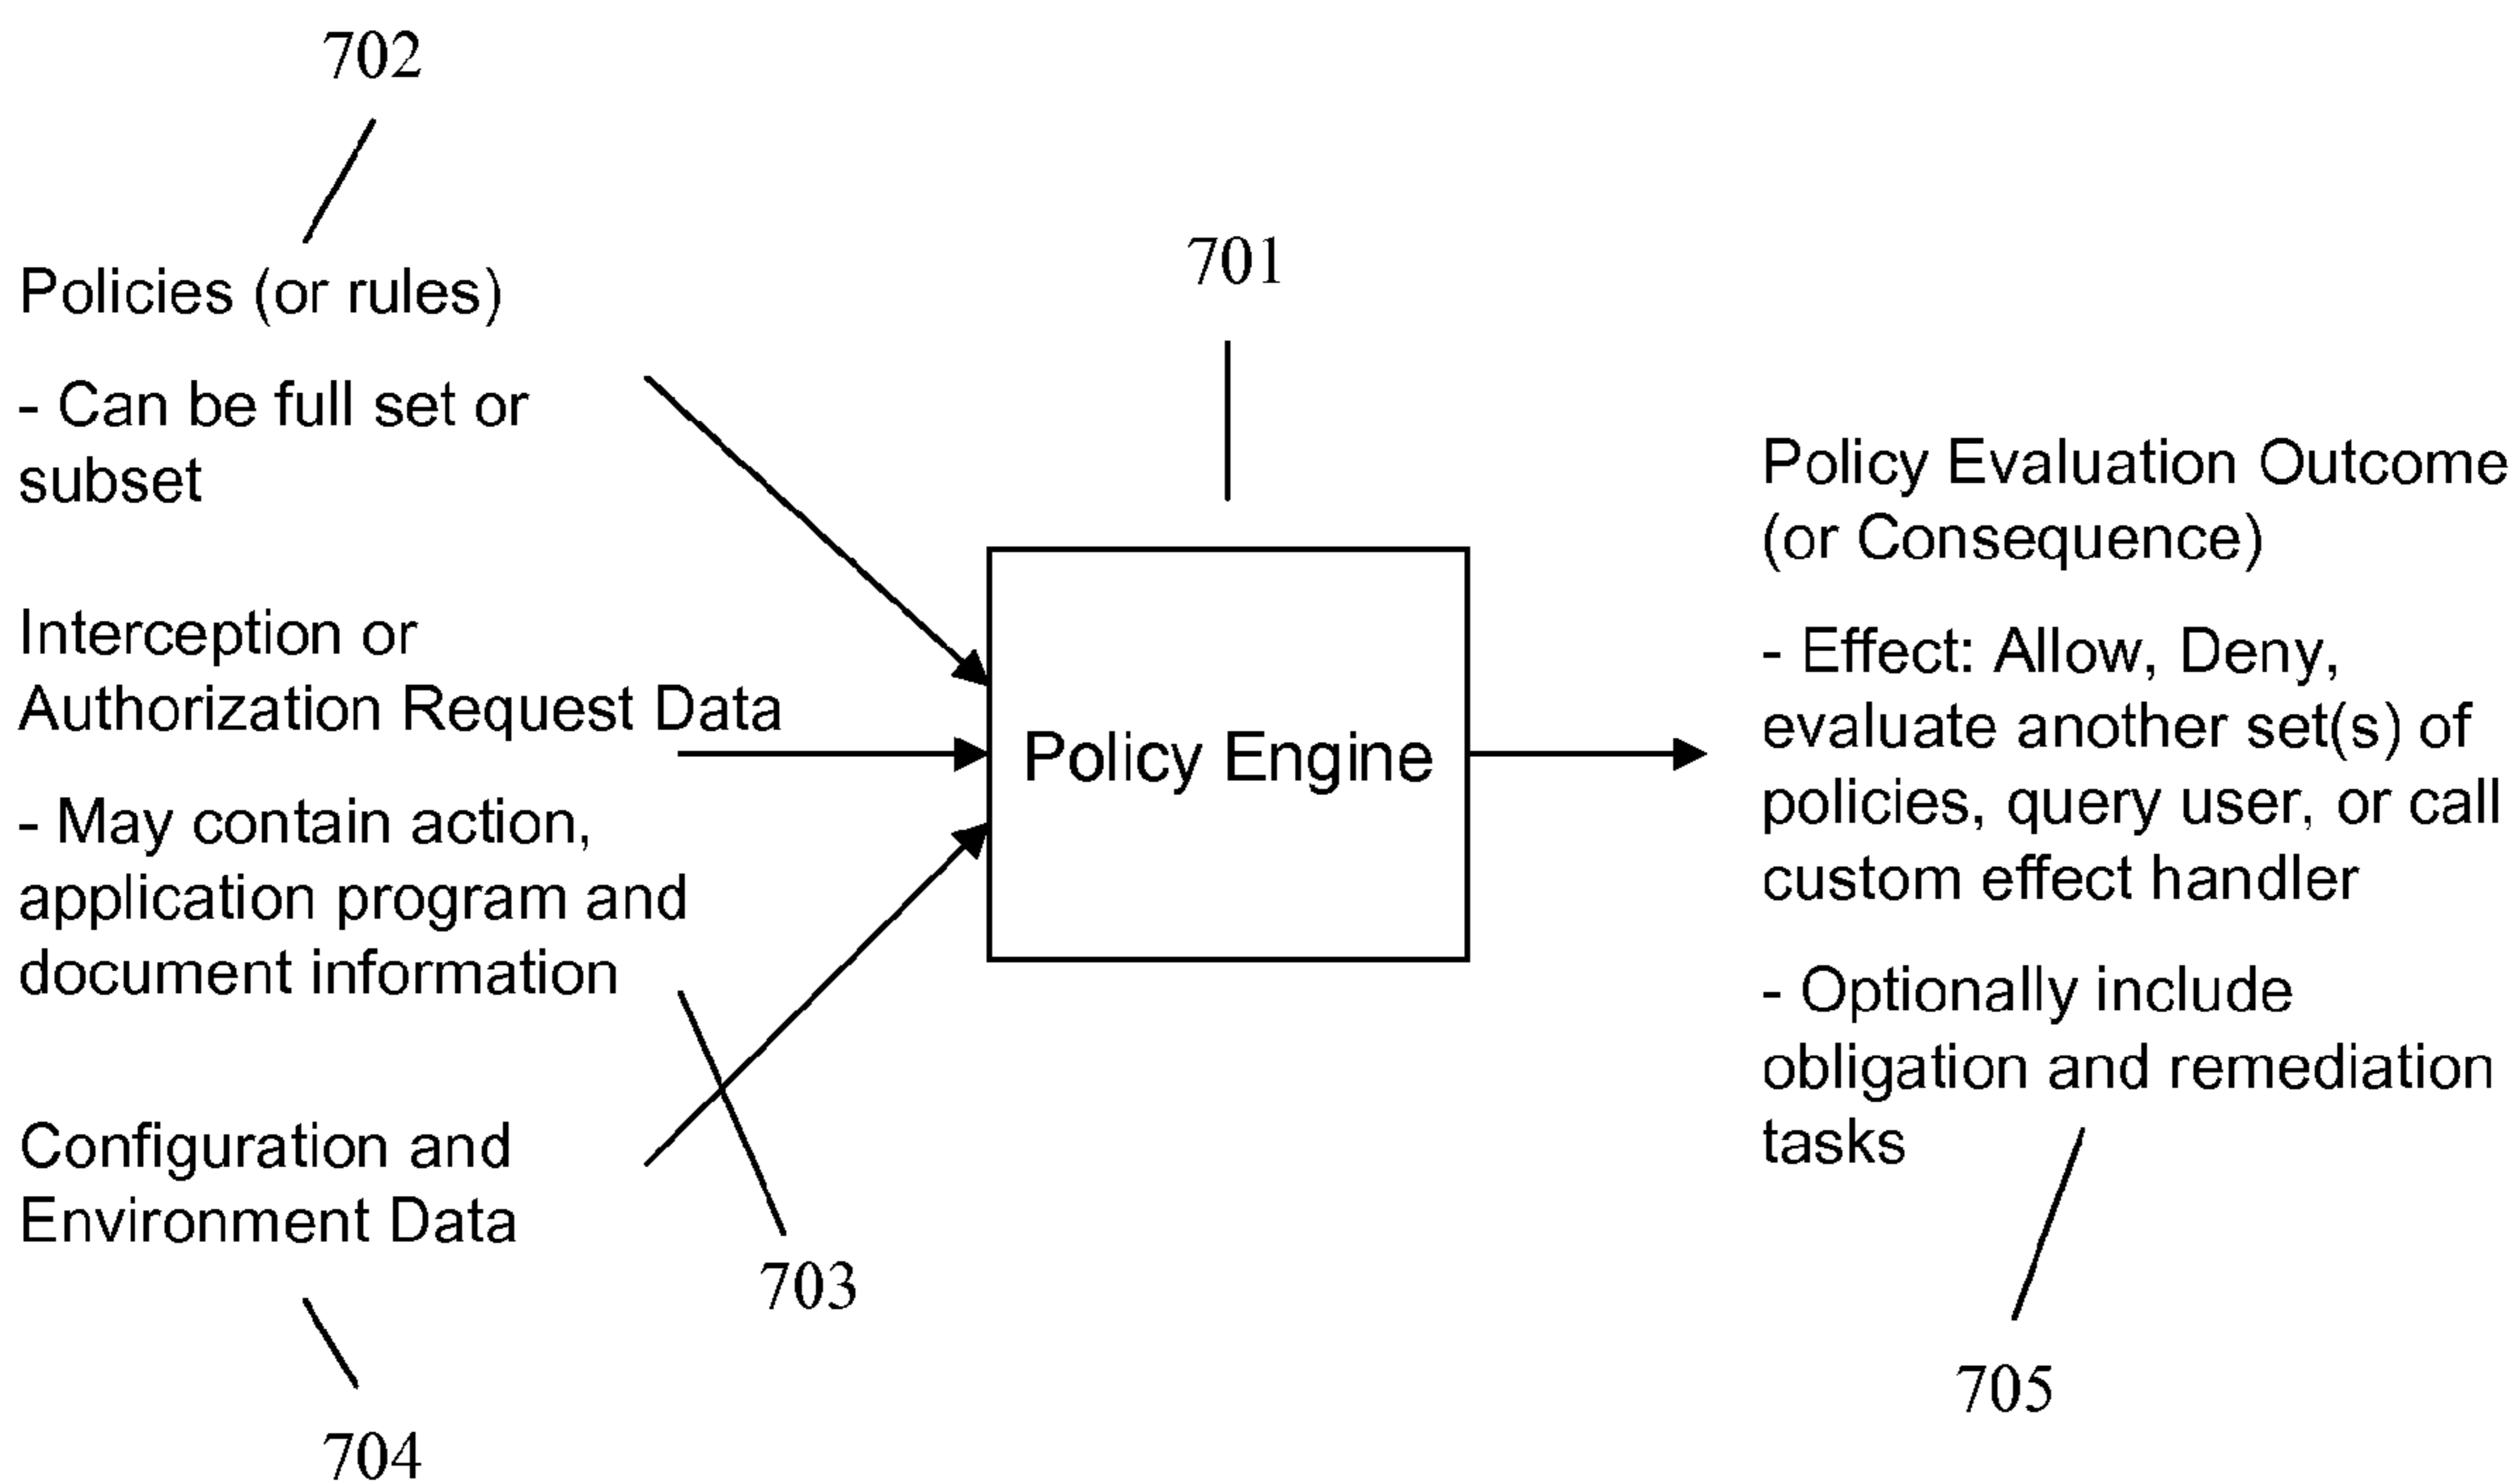 702
Policies (or rules)
- Can be full set or
subset
Interception or
Authorization Request Data
- May contain action,
application program and
document information
703
Configuration and
Environment Data
704
701
Policy Engine
Policy Evaluation Outcome
(or Consequence)
- Effect: Allow, Deny,
evaluate another set(s) of
policies, query user, or call
custom effect handler
- Optionally include
obligation and remediation
tasks
705